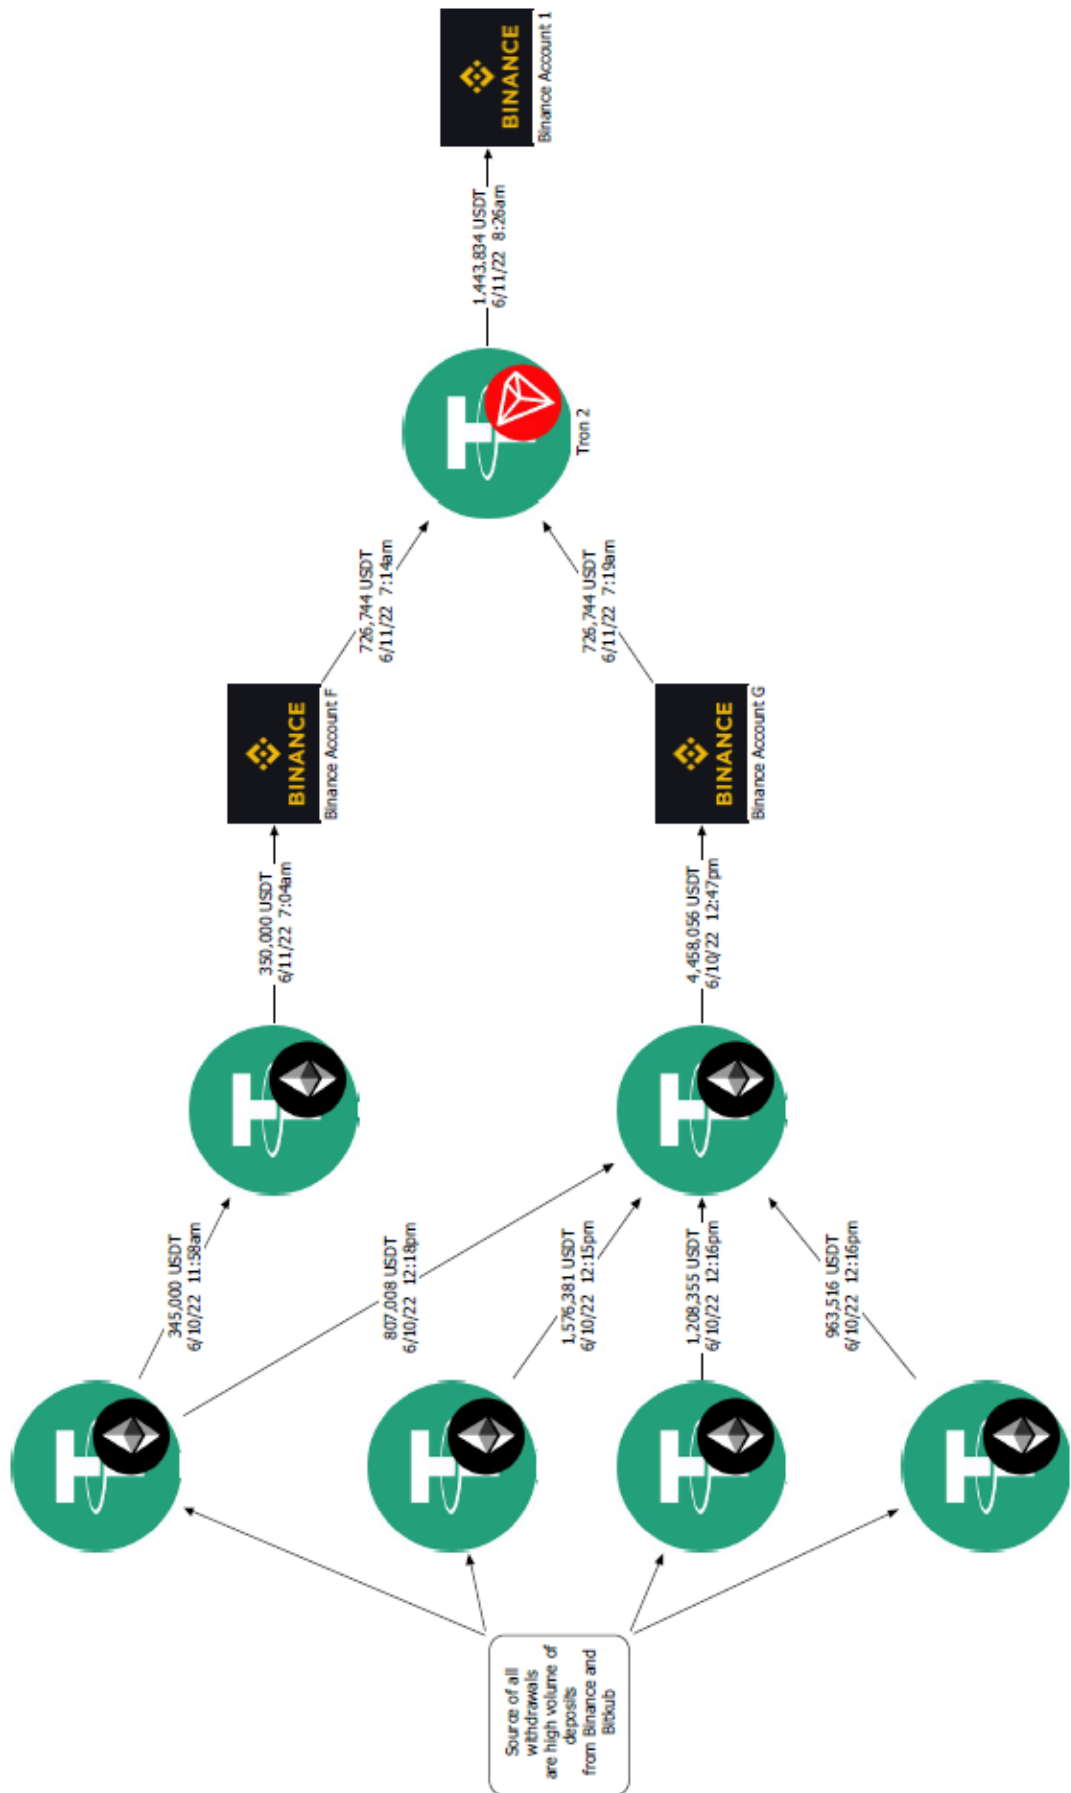 Source of all
withdrawals
are high volume of
deposits
from Binance and
Bitkub
345,000 USDT
6/10/22 11:58am
807,008 USDT
6/10/22 12:18pm
1,576,381 USDT
6/10/22 12:15pm
1,208,355 USDT
6/10/22 12:16pm
963,516 USDT
6/10/22 12:16pm
350,000 USDT
6/11/22 7:04am
4,458,056 USDT
6/10/22 12:47pm
BINANCE
Binance Account F
BINANCE
Binance Account G
726,744 USDT
6/11/22 7:14am
726,744 USDT
6/11/22 7:19am
Tron 2
1,443,834 USDT
6/11/22 8:26am
BINANCE
Binance Account 1